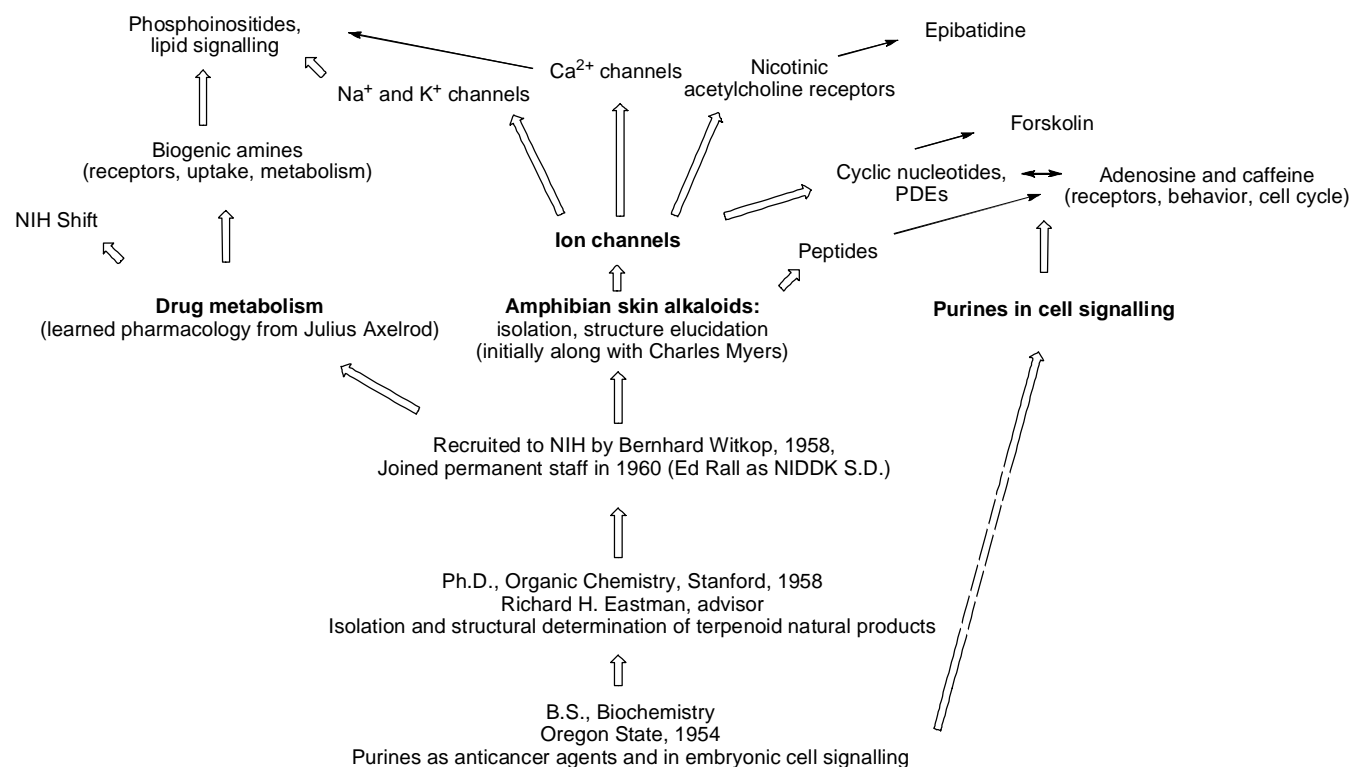 Phosphoinositides,
lipid signalling
Ca2+ channels
Na+ and K+ channels
Nicotinic
acetylcholine receptors
Epibatidine
Forskolin
Biogenic amines
(receptors, uptake, metabolism)
Cyclic nucleotides,
PDEs
Adenosine and caffeine
(receptors, behavior, cell cycle)
NIH Shift
Ion channels
Peptides
Drug metabolism
(learned pharmacology from Julius Axelrod)
Amphibian skin alkaloids:
isolation, structure elucidation
(initially along with Charles Myers)
Purines in cell signalling
Recruited to NIH by Bernhard Witkop, 1958,
Joined permanent staff in 1960 (Ed Rall as NIDDK S.D.)
Ph.D., Organic Chemistry, Stanford, 1958
Richard H. Eastman, advisor
Isolation and structural determination of terpenoid natural products
B.S., Biochemistry
Oregon State, 1954
Purines as anticancer agents and in embryonic cell signalling